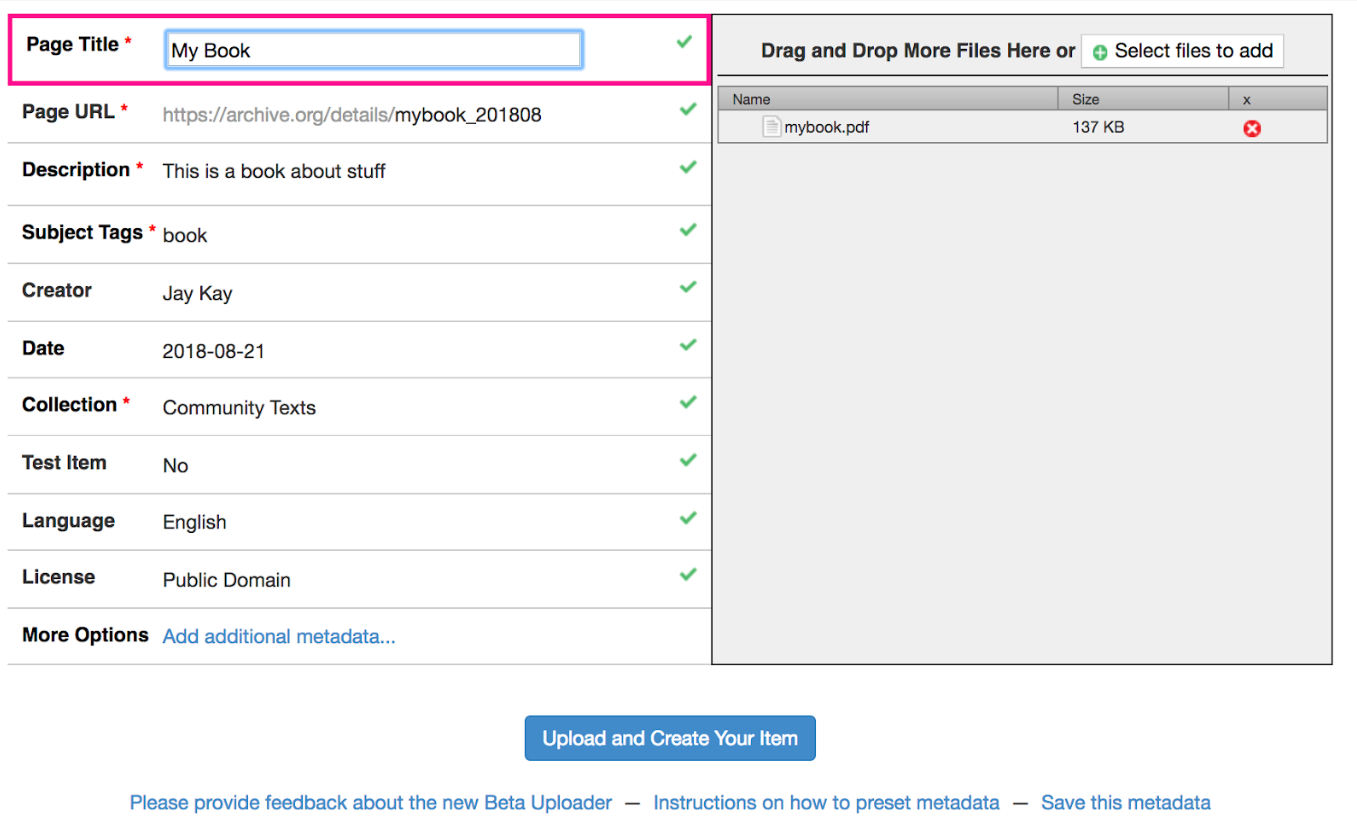 Page Title *
My Book
Page URL *
https://archive.org/details/mybook_201808
Description *
This is a book about stuff
Subject Tags *
book
Creator
Jay Kay
Date
2018-08-21
Collection *
Community Texts
Test Item
No
Language
English
License
Public Domain
More Options
Add additional metadata...
Drag and Drop More Files Here or
Select files to add
Name Size x
mybook.pdf 137 KB
Upload and Create Your Item
Please provide feedback about the new Beta Uploader — Instructions on how to preset metadata — Save this metadata